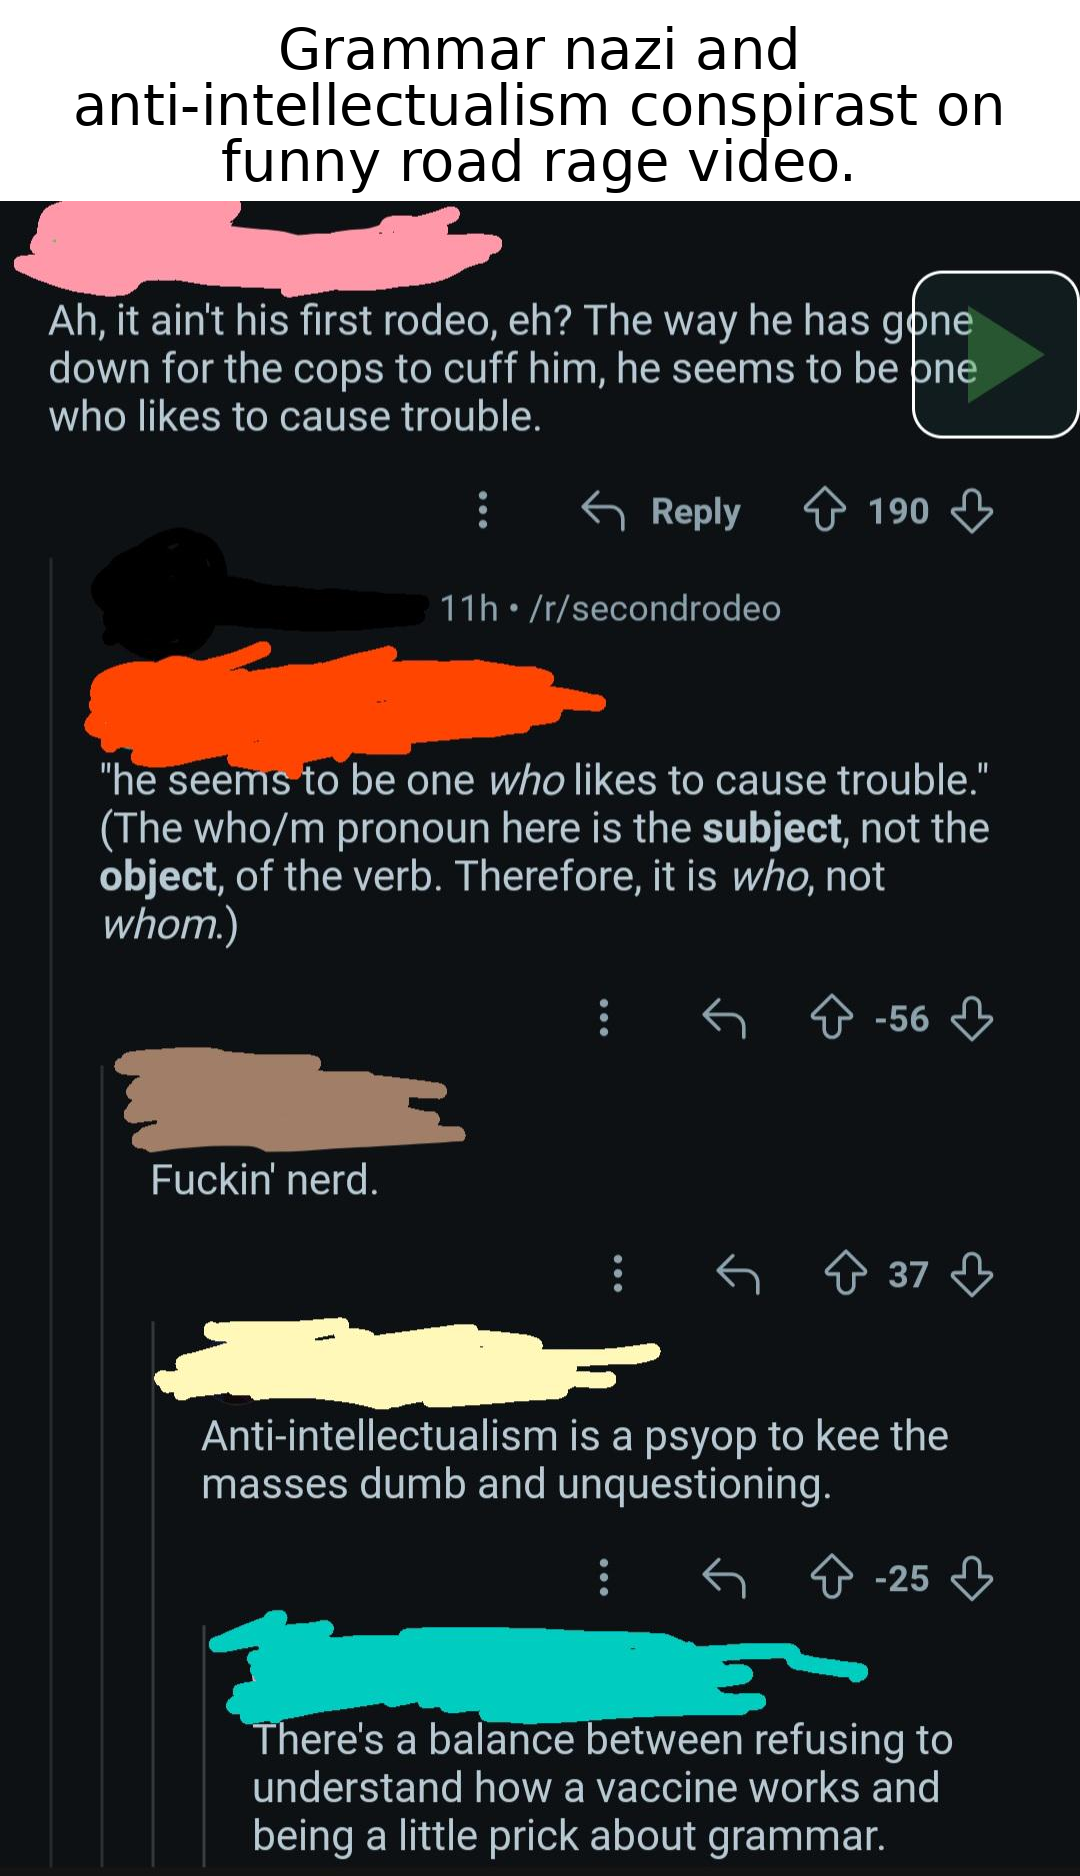 Grammar nazi and
anti-intellectualism conspirast on
funny road rage video.
Ah, it ain't his first rodeo, eh? The way he has gone
down for the cops to cuff him, he seems to be one
who likes to cause trouble.
Reply 190
11h • /r/secondrodeo
"he seems to be one who likes to cause trouble."
(The who/m pronoun here is the subject, not the
object, of the verb. Therefore, it is who, not
whom.)
-56
Fuckin' nerd.
37
Anti-intellectualism is a psyop to kee the
masses dumb and unquestioning.
-25
There's a balance between refusing to
understand how a vaccine works and
being a little prick about grammar.